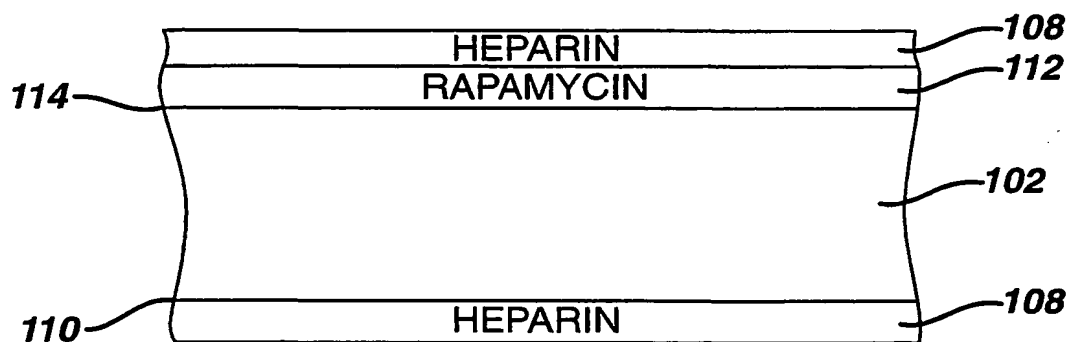 HEPARIN 108
RAPAMYCIN 112
114
102
110 HEPARIN 108